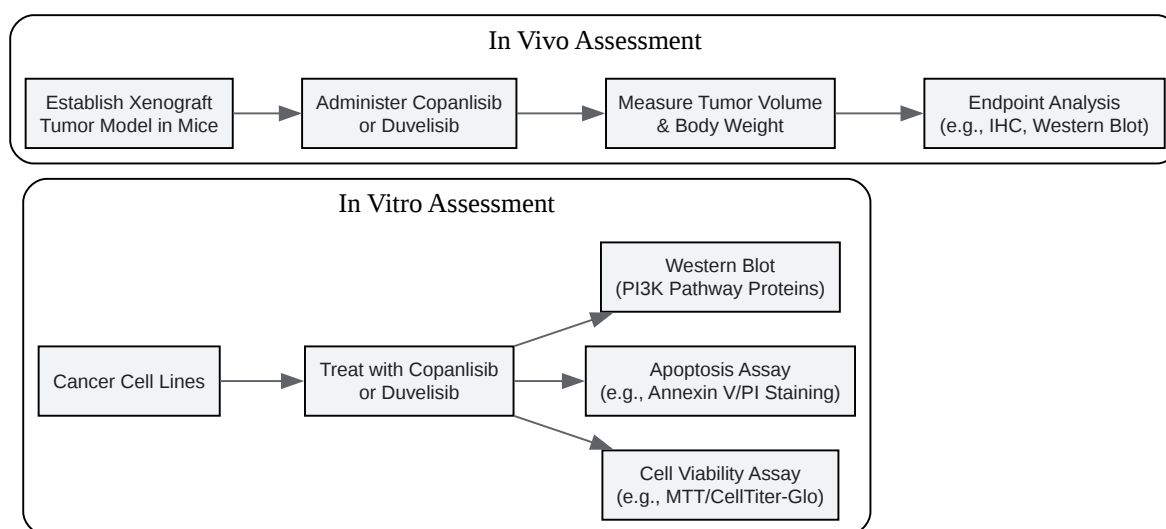 In Vivo Assessment
Establish Xenograft
Tumor Model in Mice
Administer Copanlisib
or Duvelisib
Measure Tumor Volume
& Body Weight
Endpoint Analysis
(e.g., IHC, Western Blot)
In Vitro Assessment
Cancer Cell Lines
Treat with Copanlisib
or Duvelisib
Western Blot
(PI3K Pathway Proteins)
Apoptosis Assay
(e.g., Annexin V/PI Staining)
Cell Viability Assay
(e.g., MTT/CellTiter-Glo)